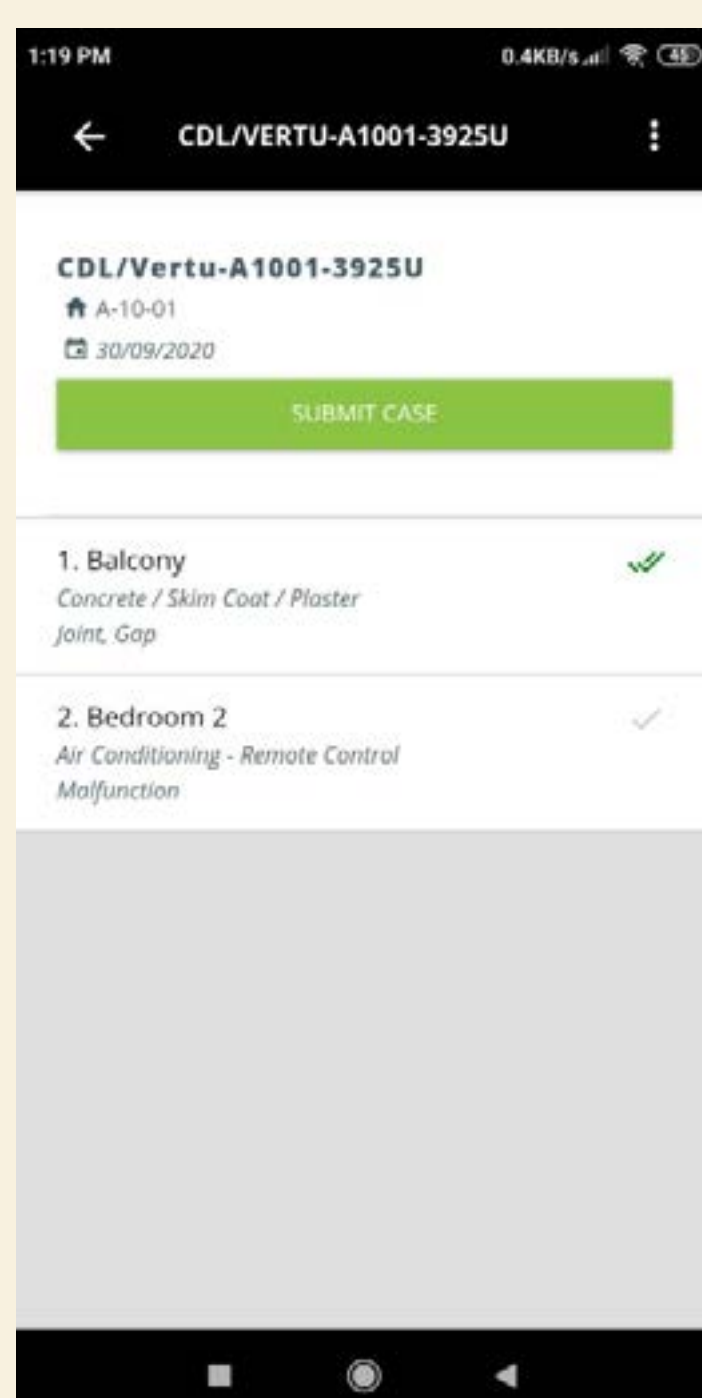 1:19 PM 0.4KB/s 45
CDL/VERTU-A1001-3925U
CDL/Vertu-A1001-3925U
A-10-01
30/09/2020
SUBMIT CASE
1. Balcony
Concrete / Skim Coat / Plaster
Joint, Gap
2. Bedroom 2
Air Conditioning - Remote Control
Malfunction